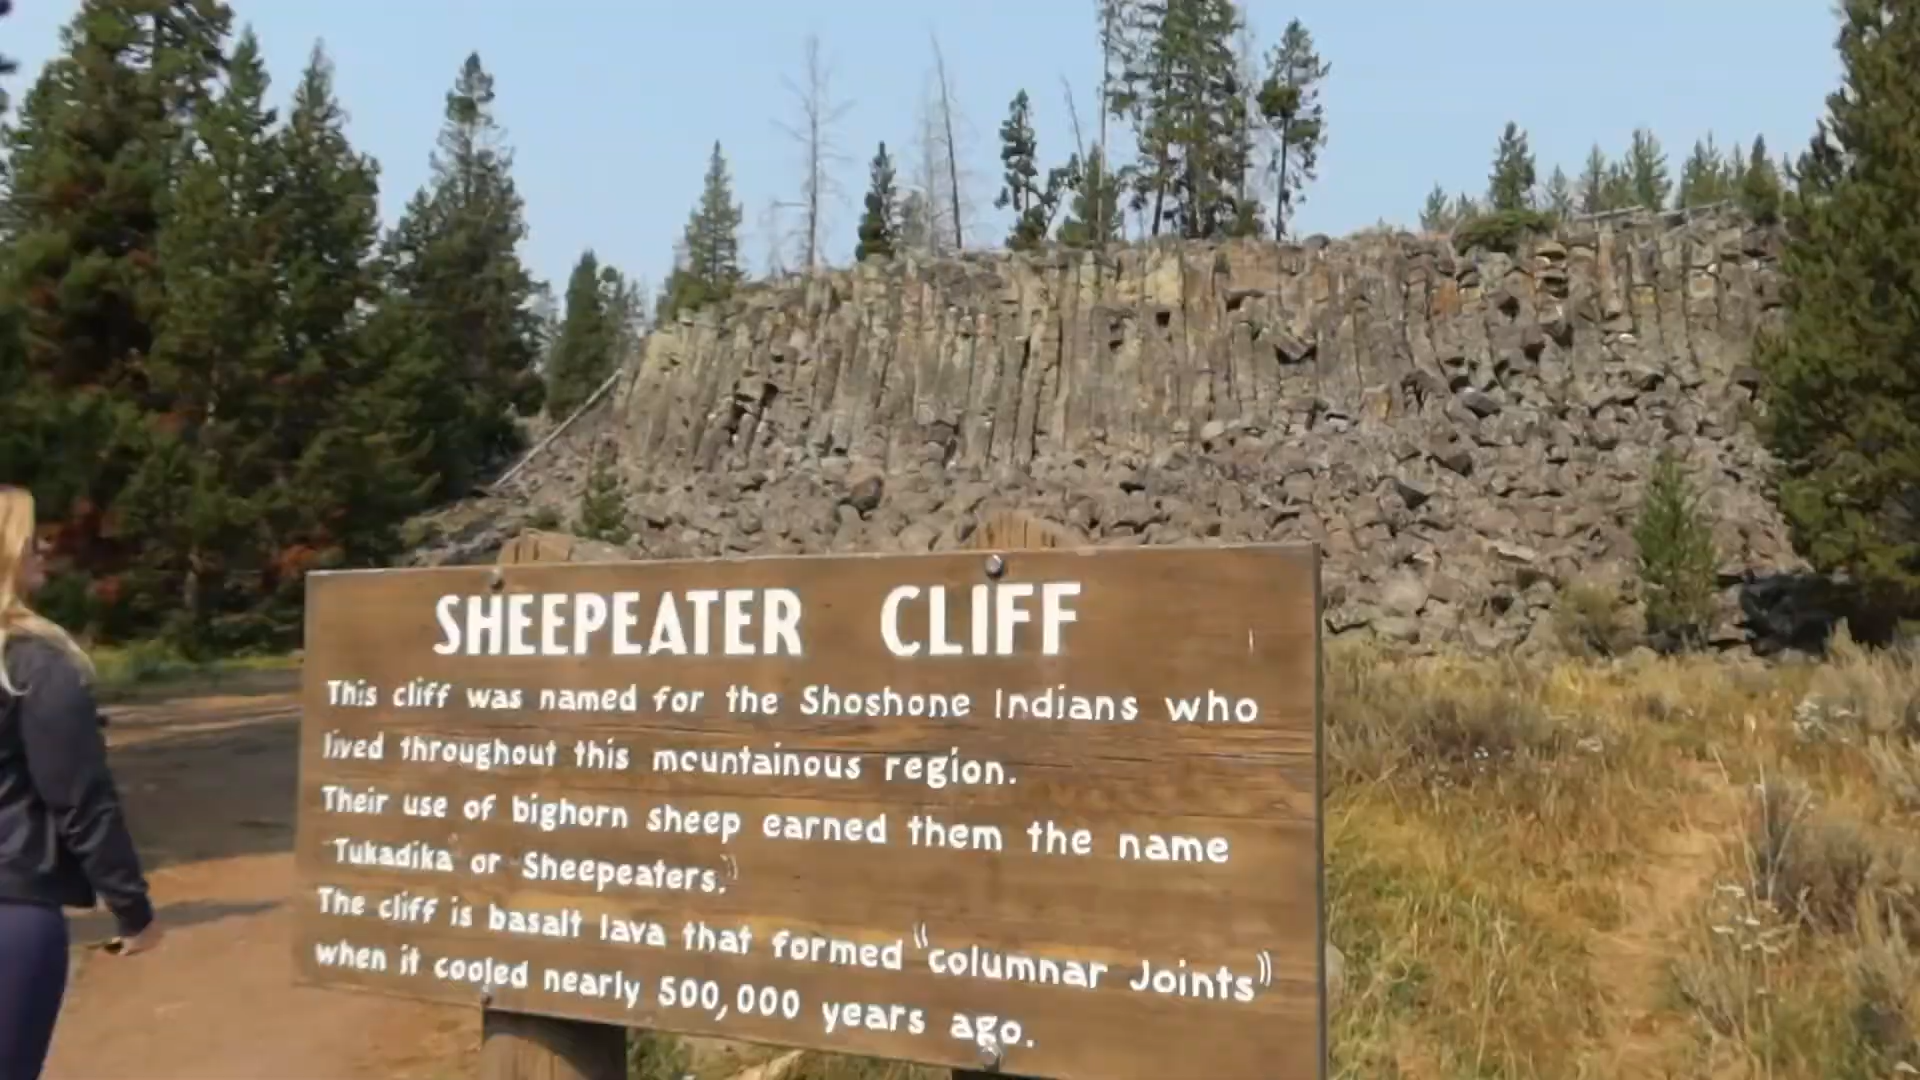 SHEEPEATER CLIFF
This cliff was named for the Shoshone Indians who
lived throughout this mountainous region.
Their use of bighorn sheep earned them the name
"Tukadika" or "Sheepeaters."
The cliff is basalt lava that formed "columnar Joints"
when it cooled nearly 500,000 years ago.